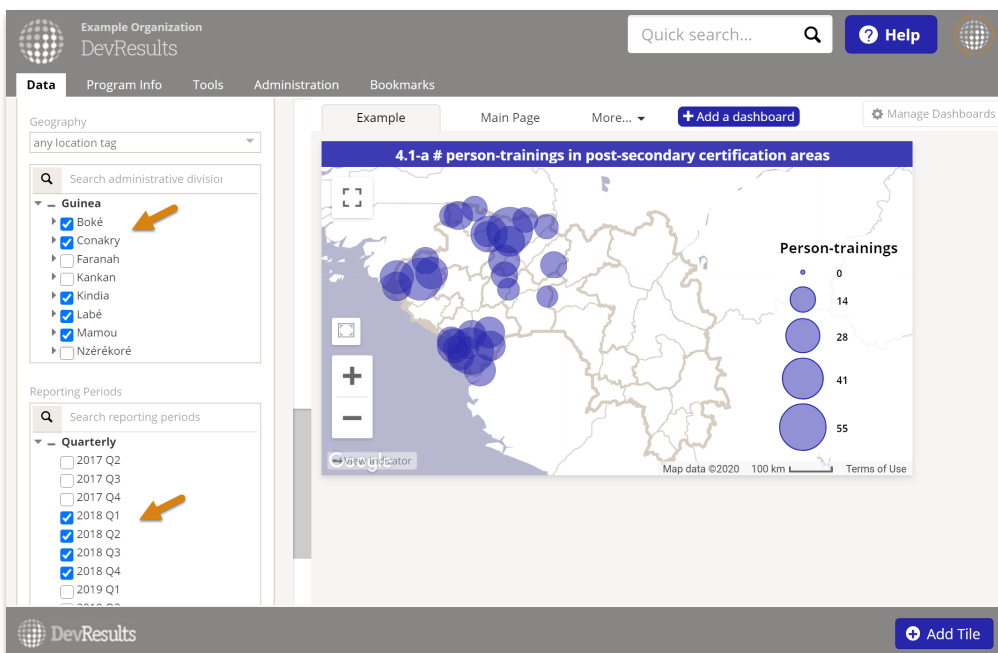 Example Organization
DevResults
Quick search...
? Help
Data
Program Info
Tools
Administration
Bookmarks
Geography
any location tag
Search administrative divisio
Guinea
Boké
Conakry
Faranah
Kankan
Kindia
Labé
Mamou
Nzérékoré
Reporting Periods
Search reporting periods
Quarterly
2017 Q2
2017 Q3
2017 Q4
2018 Q1
2018 Q2
2018 Q3
2018 Q4
2019 Q1
Example
Main Page
More...
+ Add a dashboard
Manage Dashboards
4.1-a # person-trainings in post-secondary certification areas
Person-trainings
0
14
28
41
55
+
−
View Indicator
Google
Map data ©2020
100 km
Terms of Use
DevResults
+ Add Tile